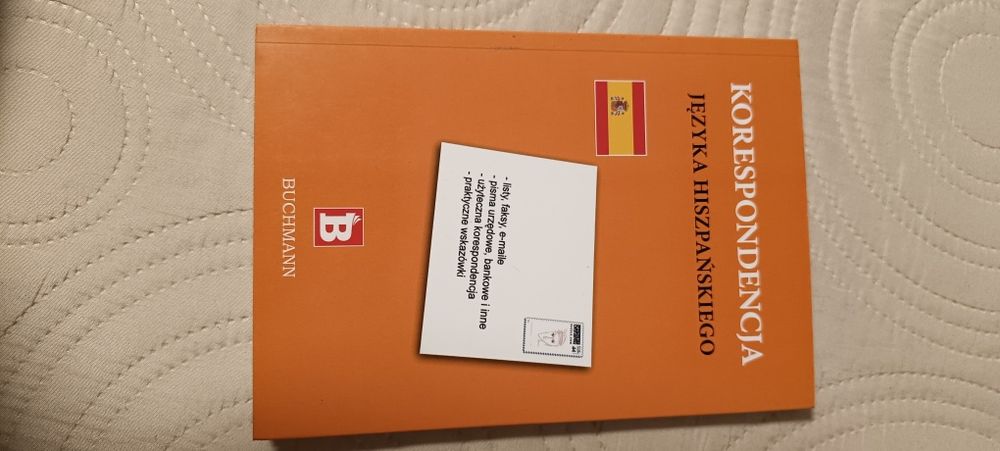 KORESPONDENCJA
JĘZYKA HISZPAŃSKIEGO
- listy, faksy, e-maile
- pisma urzędowe, bankowe i inne
- użyteczna korespondencja
- praktyczne wskazówki
B
BUCHMANN